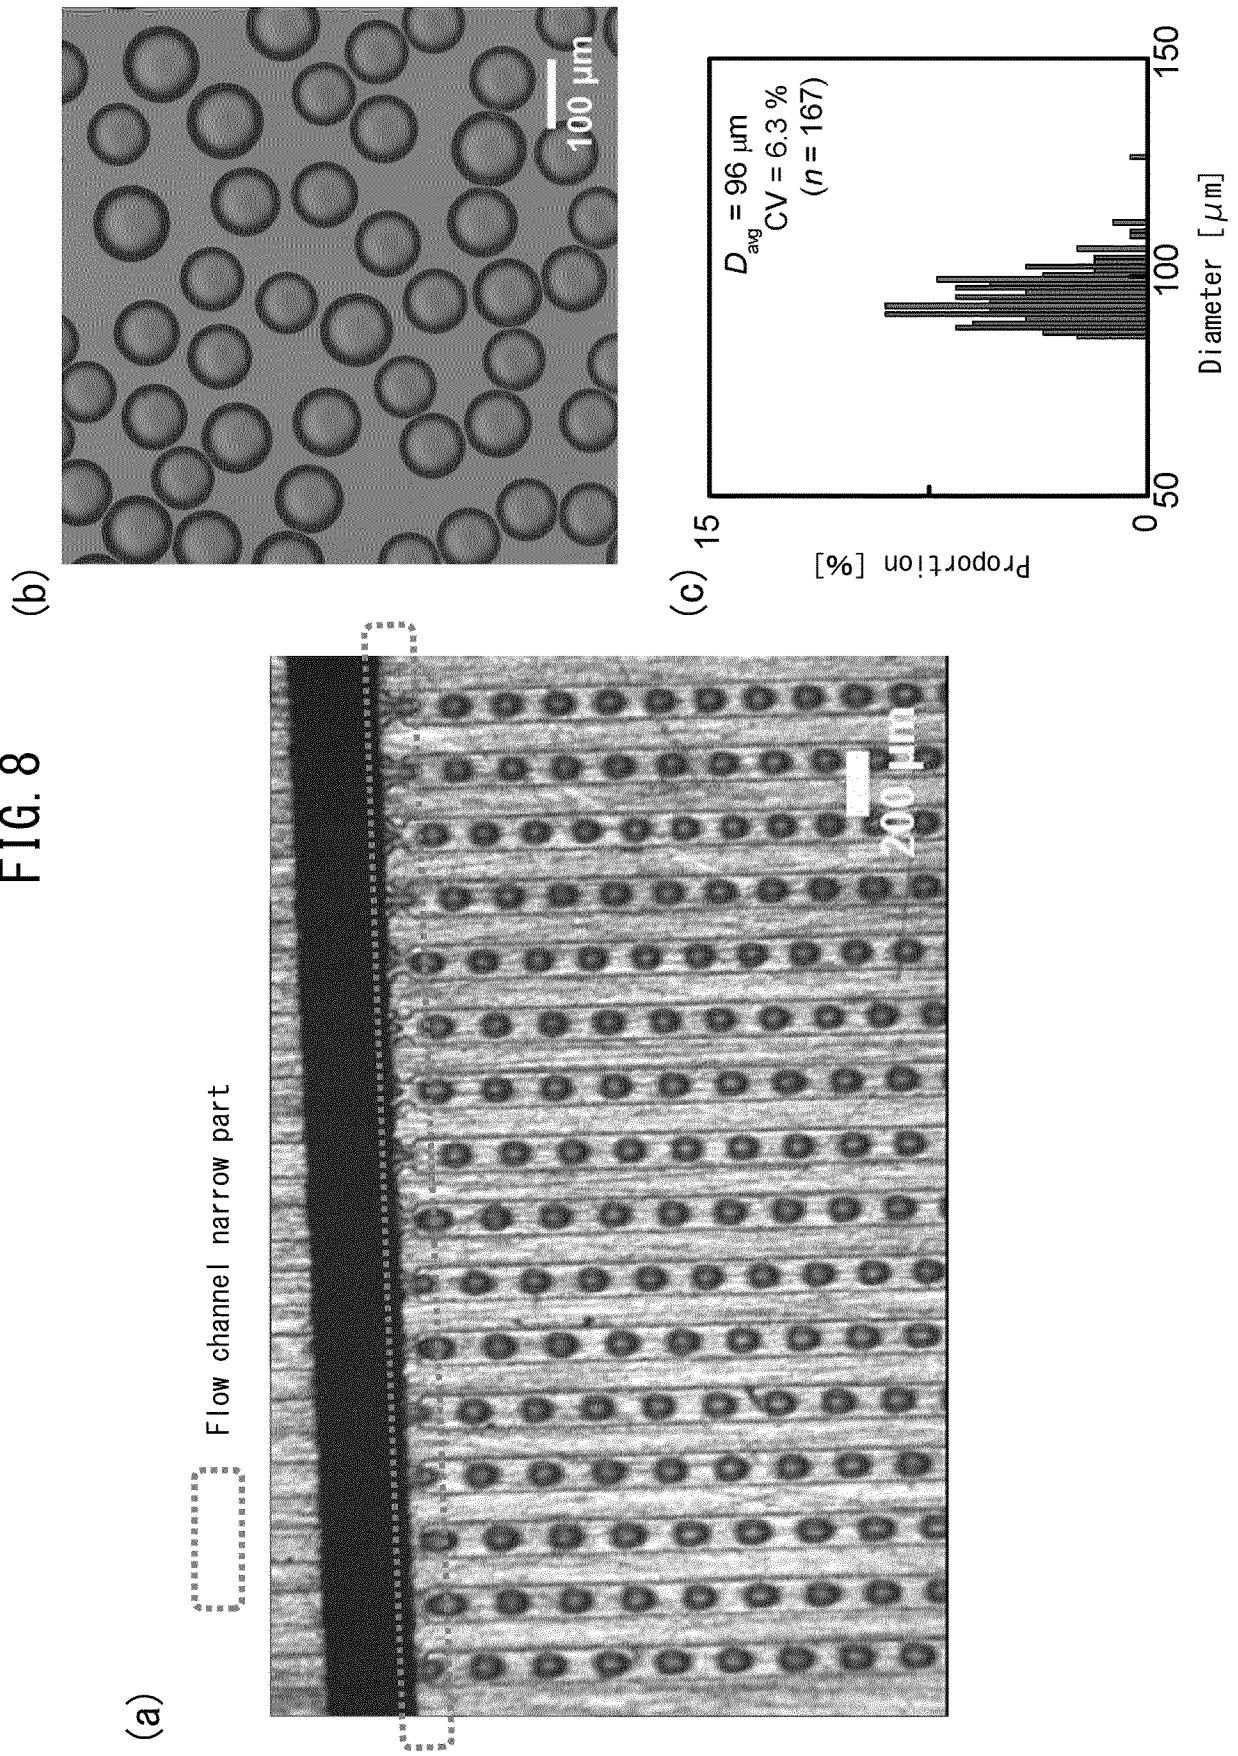 FIG. 8
(a)
Flow channel narrow part
200 μm
(b)
100 μm
(c)
Proportion [%]
15
0
D avg = 96 μm
CV = 6.3 %
(n = 167)
50
100
150
Diameter [μm]